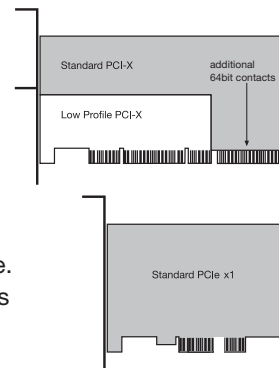 Standard PCI-X
additional
64bit contacts
Low Profile PCI-X
e.
s
Standard PCIe x1